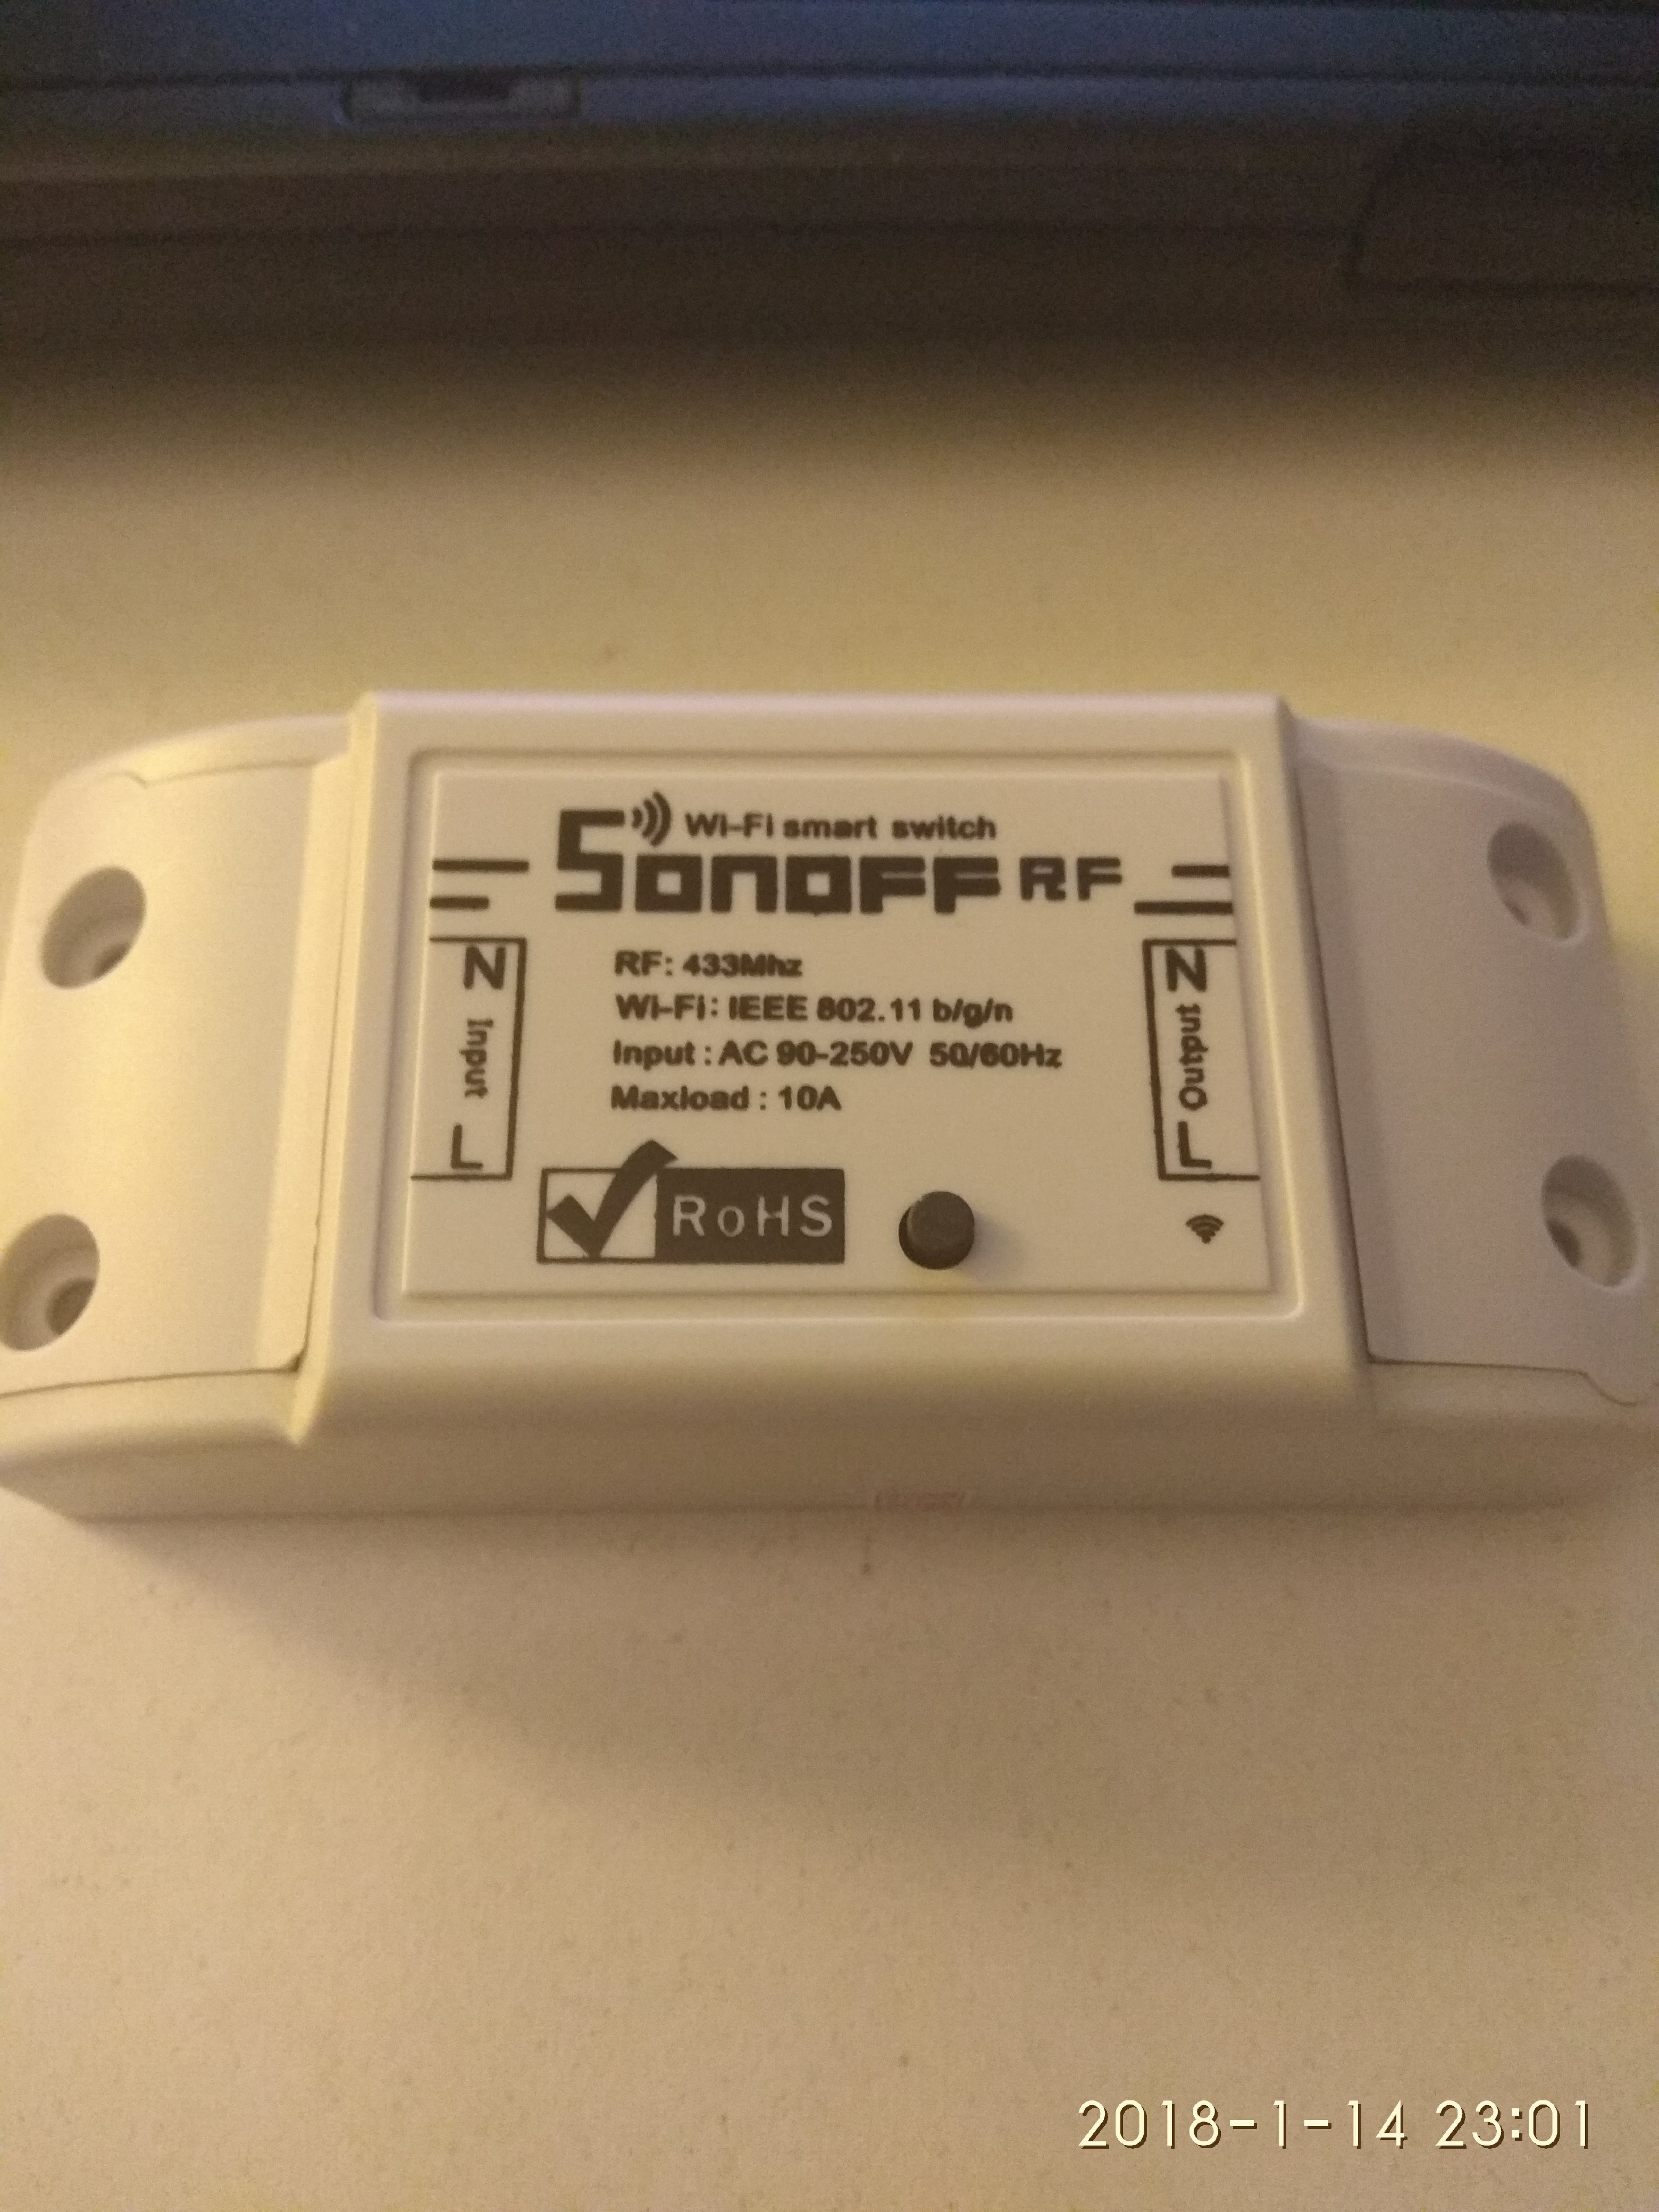 Wi-Fi smart switch
SONOFF RF
N
Input
L
RF: 433Mhz
Wi-Fi: IEEE 802.11 b/g/n
Input : AC 90-250V 50/60Hz
Maxload : 10A
RoHS
N
Output
L
2018-1-14 23:01